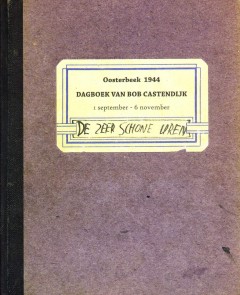 Oosterbeek 1944
DAGBOEK VAN BOB CASTENDIJK
1 september - 6 november
DE ZEER SCHONE UREN